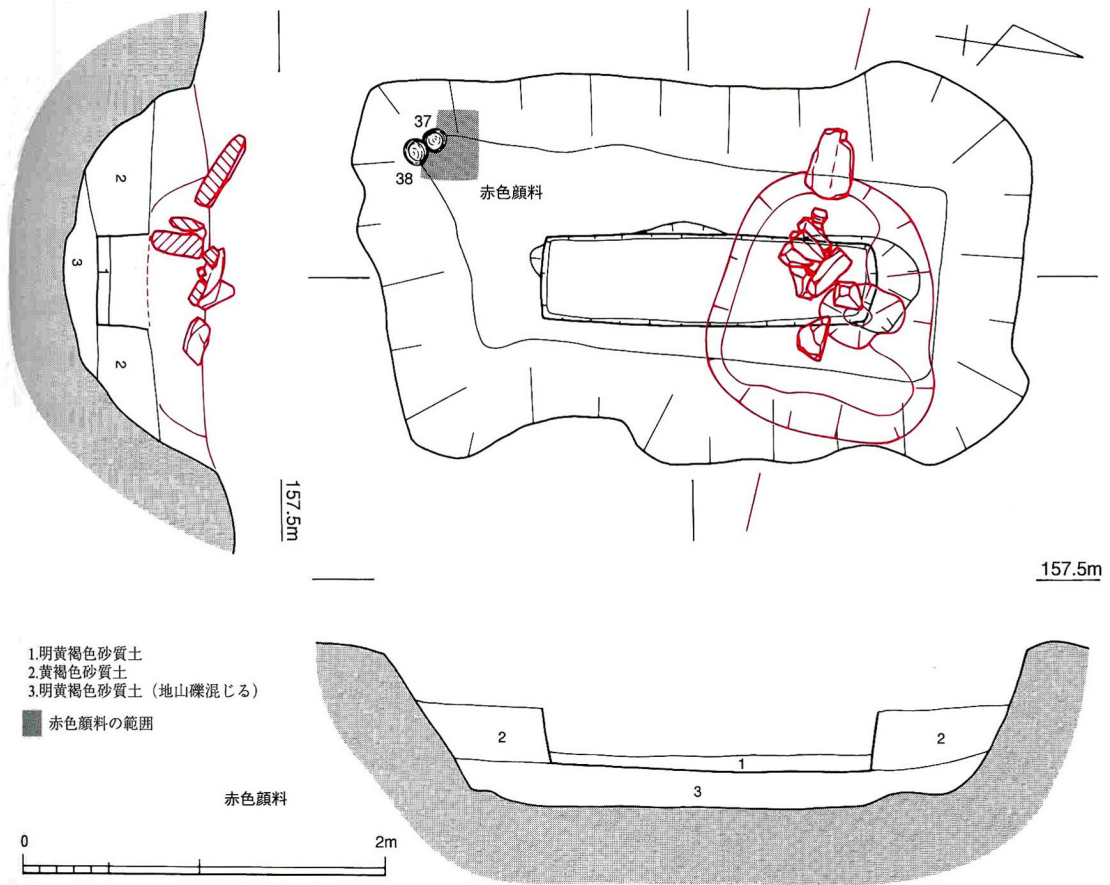 37
38
赤色顔料
2
3
1
2
157.5m
157.5m
1.明黄褐色砂質土
2.黄褐色砂質土
3.明黄褐色砂質土(地山礫混じる)
赤色顔料の範囲
赤色顔料
0
2m
2
1
2
3